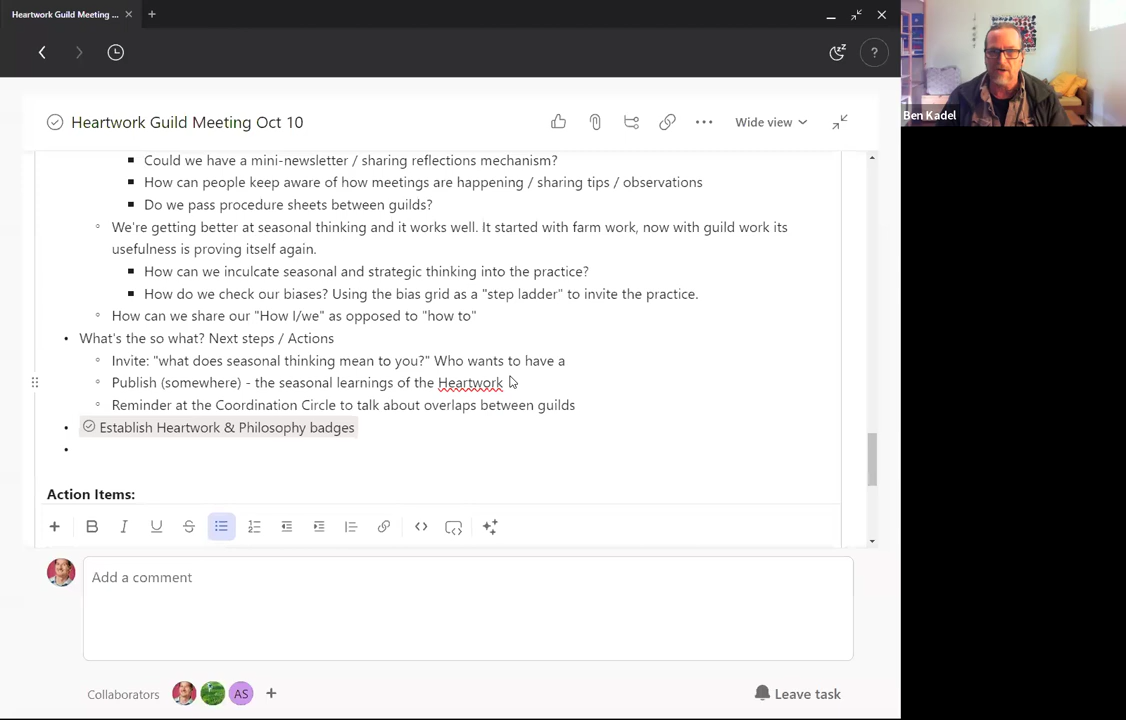 Heartwork Guild Meeting ...
Ben Kadel
Heartwork Guild Meeting Oct 10
Wide view
Could we have a mini-newsletter / sharing reflections mechanism?
How can people keep aware of how meetings are happening / sharing tips / observations
Do we pass procedure sheets between guilds?
We're getting better at seasonal thinking and it works well. It started with farm work, now with guild work its
usefulness is proving itself again.
How can we inculcate seasonal and strategic thinking into the practice?
How do we check our biases? Using the bias grid as a "step ladder" to invite the practice.
How can we share our "How I/we" as opposed to "how to"
What's the so what? Next steps / Actions
Invite: "what does seasonal thinking mean to you?" Who wants to have a
Publish (somewhere) - the seasonal learnings of the Heartwork
Reminder at the Coordination Circle to talk about overlaps between guilds
Establish Heartwork & Philosophy badges
Action Items:
Add a comment
Collaborators
AS
Leave task